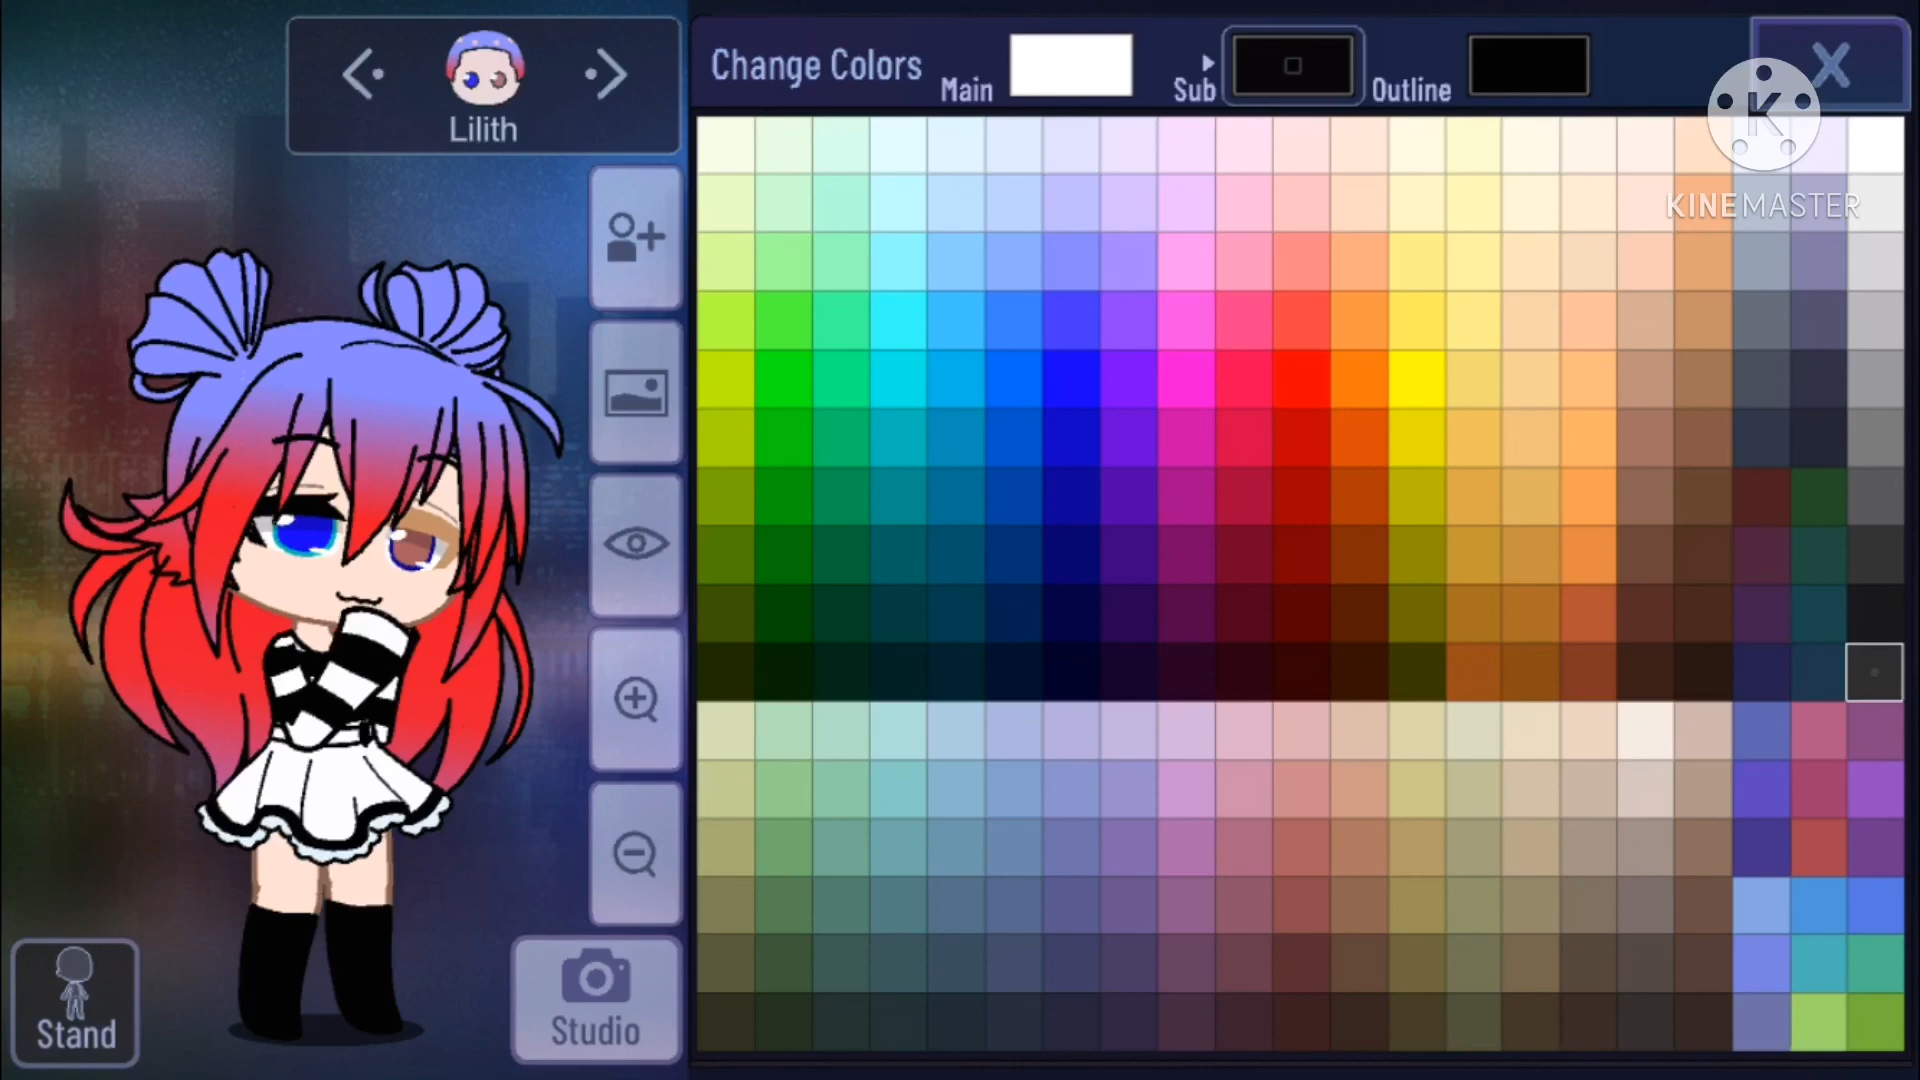 Lilith
Change Colors
Main
Sub
Outline
X
K
KINEMASTER
Stand
Studio